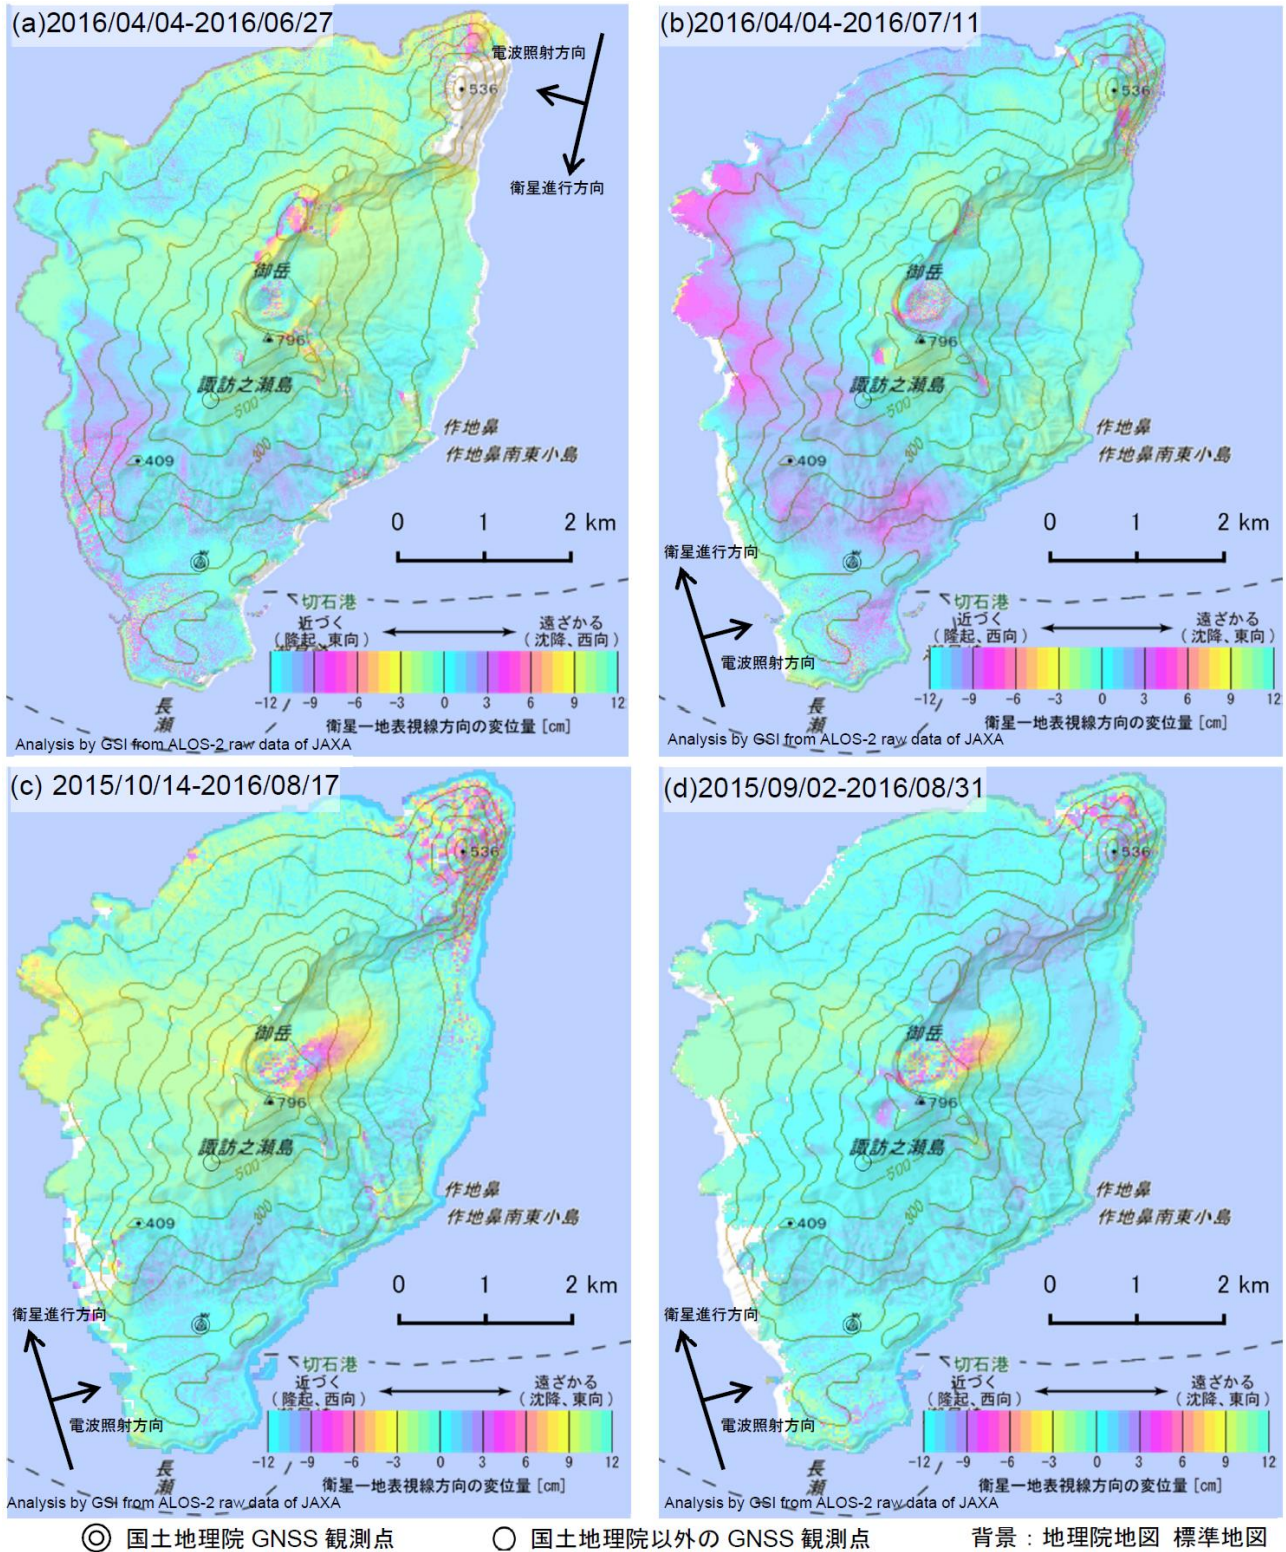 (a)2016/04/04-2016/06/27
電波照射方向
536
衛星進行方向
御岳
796
諏訪之瀬島
500
作地鼻
作地鼻南東小島
409
300
0 1 2 km
切石港
近づく
(隆起、東向)
遠ざかる
(沈降、西向)
-12 -9 -6 -3 0 3 6 9 12
長瀬
衛星－地表視線方向の変位量 [cm]
Analysis by GSI from ALOS-2 raw data of JAXA
(b)2016/04/04-2016/07/11
536
御岳
796
諏訪之瀬島
500
作地鼻
作地鼻南東小島
409
300
0 1 2 km
衛星進行方向
切石港
近づく
(隆起、西向)
遠ざかる
(沈降、東向)
電波照射方向
-12 -9 -6 -3 0 3 6 9 12
長瀬
衛星－地表視線方向の変位量 [cm]
Analysis by GSI from ALOS-2 raw data of JAXA
(c) 2015/10/14-2016/08/17
536
御岳
796
諏訪之瀬島
500
作地鼻
作地鼻南東小島
409
300
0 1 2 km
衛星進行方向
切石港
近づく
(隆起、西向)
遠ざかる
(沈降、東向)
電波照射方向
-12 -9 -6 -3 0 3 6 9 12
長瀬
衛星－地表視線方向の変位量 [cm]
Analysis by GSI from ALOS-2 raw data of JAXA
(d)2015/09/02-2016/08/31
536
御岳
796
諏訪之瀬島
500
作地鼻
作地鼻南東小島
409
300
0 1 2 km
衛星進行方向
切石港
近づく
(隆起、西向)
遠ざかる
(沈降、東向)
電波照射方向
-12 -9 -6 -3 0 3 6 9 12
長瀬
衛星－地表視線方向の変位量 [cm]
Analysis by GSI from ALOS-2 raw data of JAXA
◎ 国土地理院 GNSS 観測点 ○ 国土地理院以外の GNSS 観測点 背景：地理院地図 標準地図